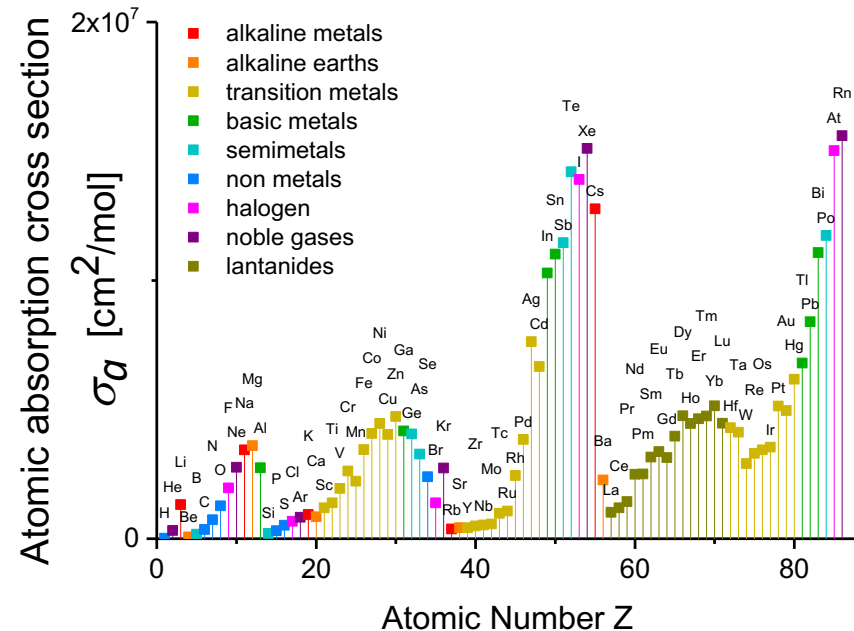 2x10⁷
Atomic absorption cross section
σa [cm²/mol]
alkaline metals
alkaline earths
transition metals
basic metals
semimetals
non metals
halogen
noble gases
lantanides
H
He
Li
Be
B
C
N
O
F
Ne
Na
Mg
Al
Si
P
S
Cl
Ar
K
Ca
Sc
Ti
V
Cr
Mn
Fe
Co
Ni
Cu
Zn
Ga
Ge
As
Se
Br
Kr
Rb
Sr
Y
Zr
Nb
Mo
Tc
Ru
Rh
Pd
Ag
Cd
In
Sn
Sb
Te
I
Xe
Cs
Ba
La
Ce
Pr
Nd
Pm
Sm
Eu
Gd
Tb
Dy
Ho
Er
Tm
Yb
Lu
Hf
Ta
W
Re
Os
Ir
Pt
Au
Hg
Tl
Pb
Bi
Po
At
Rn
0
0 20 40 60 80
Atomic Number Z